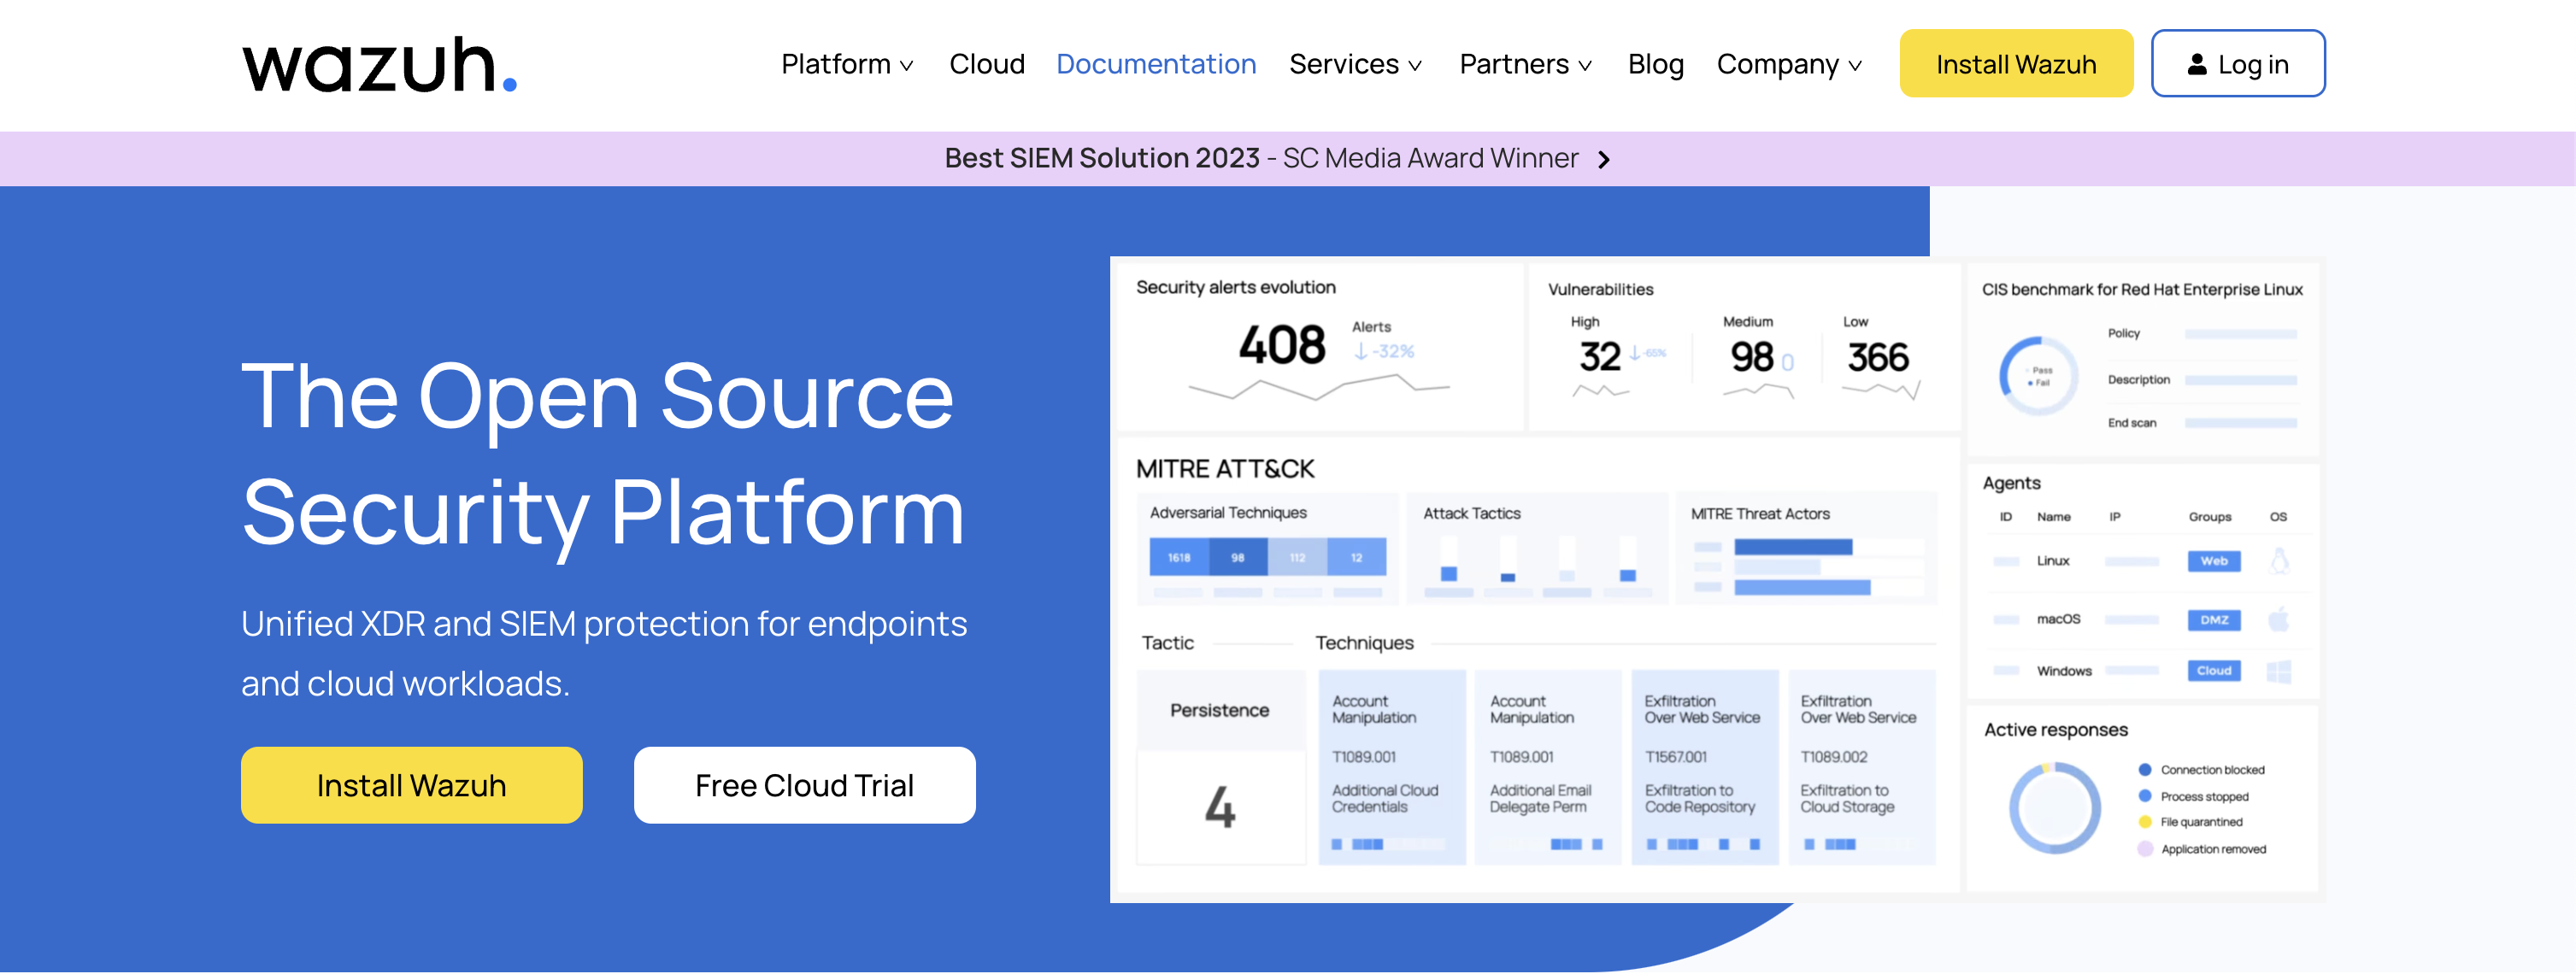 wazuh.
Platform Cloud Documentation Services Partners Blog Company Install Wazuh Log in
Best SIEM Solution 2023 - SC Media Award Winner
The Open Source
Security Platform
Unified XDR and SIEM protection for endpoints
and cloud workloads.
Install Wazuh Free Cloud Trial
Security alerts evolution
408 Alerts
-32%
Vulnerabilities
High Medium Low
32 -65% 98 0 366
CIS benchmark for Red Hat Enterprise Linux
Pass
Fail
Policy
Description
End scan
MITRE ATT&CK
Adversarial Techniques
1618 98 112 12
Attack Tactics
MITRE Threat Actors
Tactic Techniques
Persistence
4
Account
Manipulation
T1089.001
Additional Cloud
Credentials
Account
Manipulation
T1089.001
Additional Email
Delegate Perm
Exfiltration
Over Web Service
T1567.001
Exfiltration to
Code Repository
Exfiltration
Over Web Service
T1089.002
Exfiltration to
Cloud Storage
Agents
ID Name IP Groups OS
Linux Web
macOS DMZ
Windows Cloud
Active responses
Connection blocked
Process stopped
File quarantined
Application removed